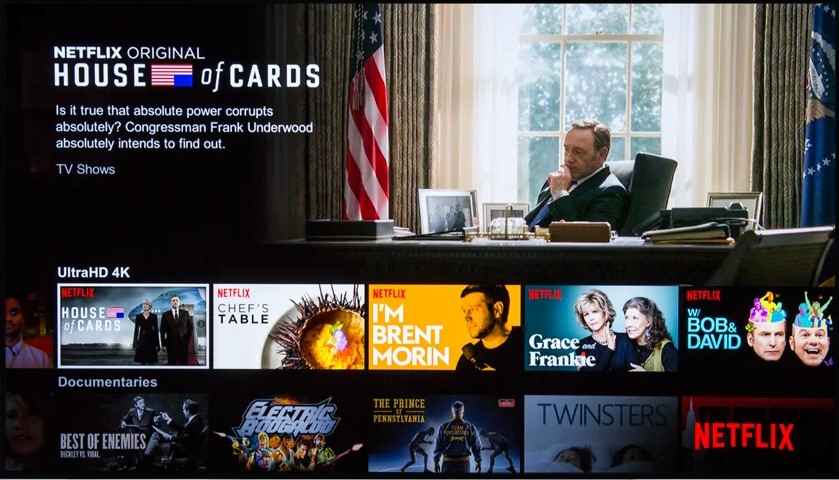 NETFLIX ORIGINAL
HOUSE of CARDS
Is it true that absolute power corrupts
absolutely? Congressman Frank Underwood
absolutely intends to find out.
TV Shows
UltraHD 4K
NETFLIX
HOUSE
of CARDS
NETFLIX
CHEF'S
TABLE
NETFLIX
I'M
BRENT
MORIN
NETFLIX
Grace and
Frankie
NETFLIX
W/
BOB&
DAVID
Documentaries
BEST OF ENEMIES
BUCKLEY VS. VIDAL.
ELECTRIC
BOOGALOO
THE PRINCE
OF
PENNSYLVANIA
TWINSTERS
NETFLIX